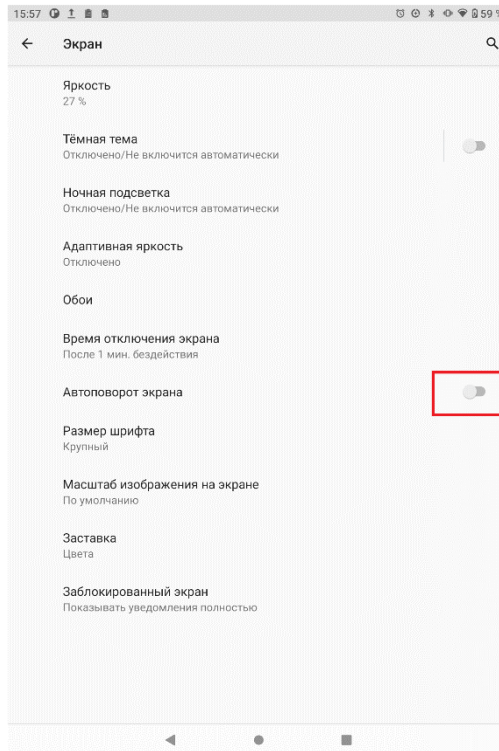 15:57 59 %
Экран
Яркость
27 %
Тёмная тема
Отключено/Не включится автоматически
Ночная подсветка
Отключено/Не включится автоматически
Адаптивная яркость
Отключено
Обои
Время отключения экрана
После 1 мин. бездействия
Автоповорот экрана
Размер шрифта
Крупный
Масштаб изображения на экране
По умолчанию
Заставка
Цвета
Заблокированный экран
Показывать уведомления полностью